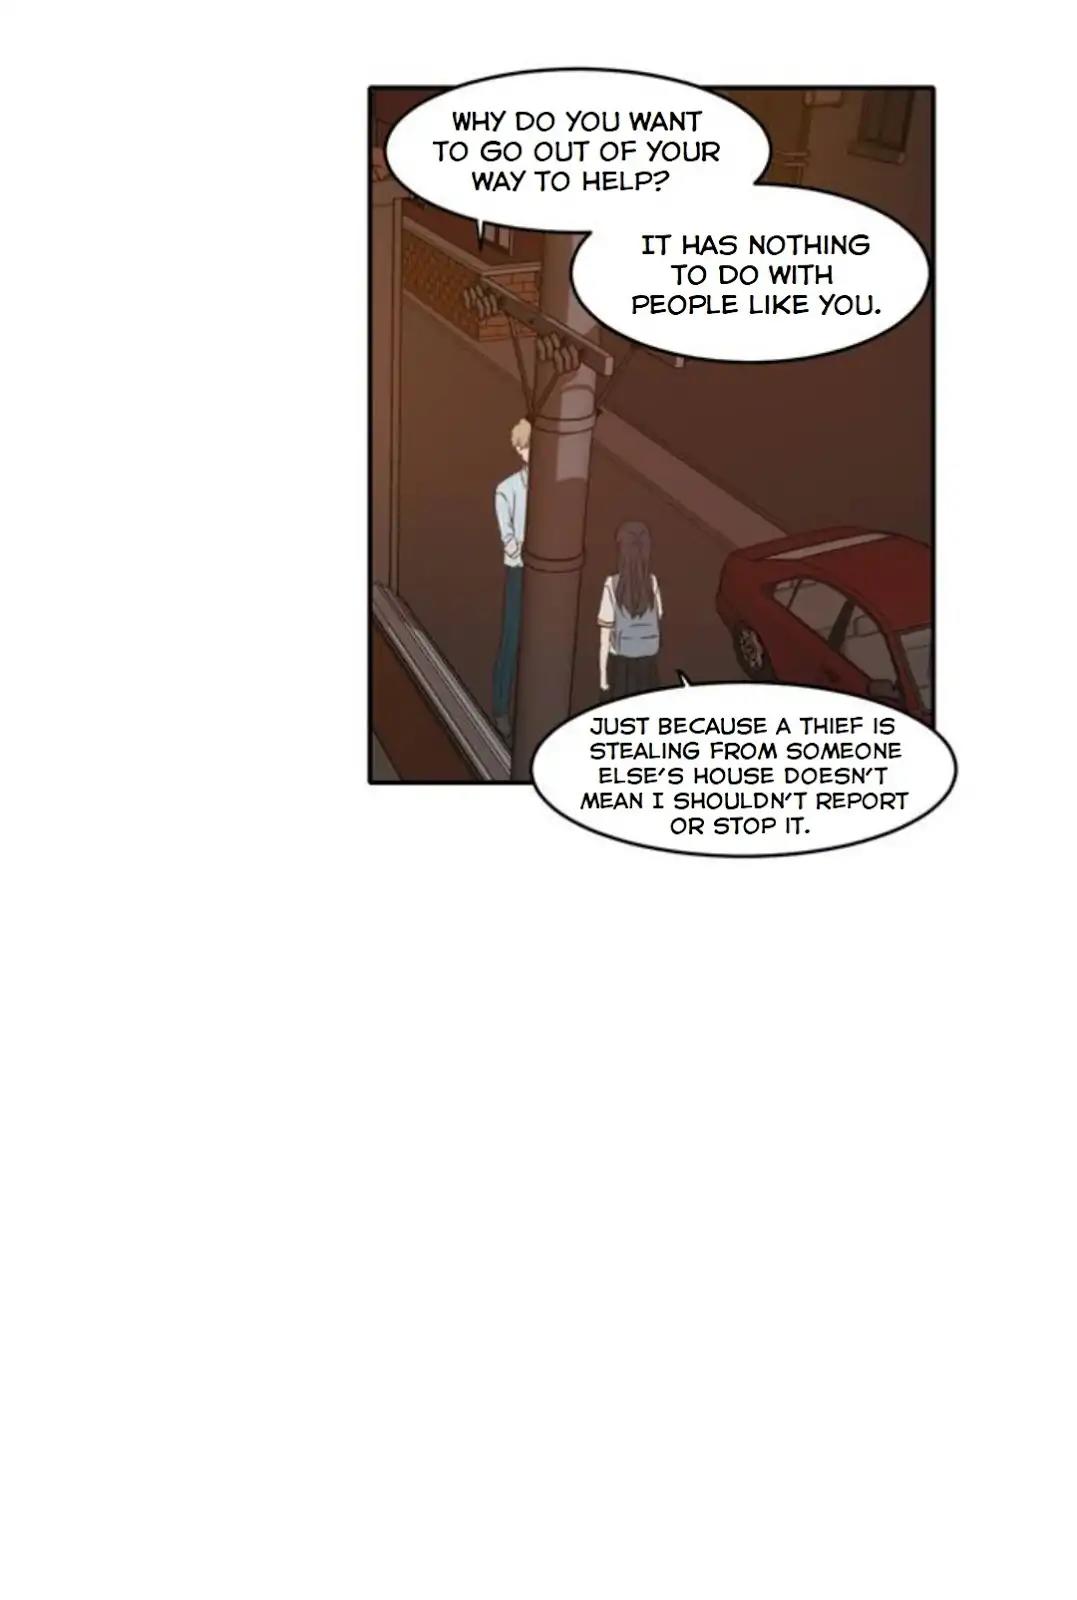 WHY DO YOU WANT
TO GO OUT OF YOUR
WAY TO HELP?
IT HAS NOTHING
TO DO WITH
PEOPLE LIKE YOU.
JUST BECAUSE A THIEF IS
STEALING FROM SOMEONE
ELSE'S HOUSE DOESN'T
MEAN I SHOULDN'T REPORT
OR STOP IT.